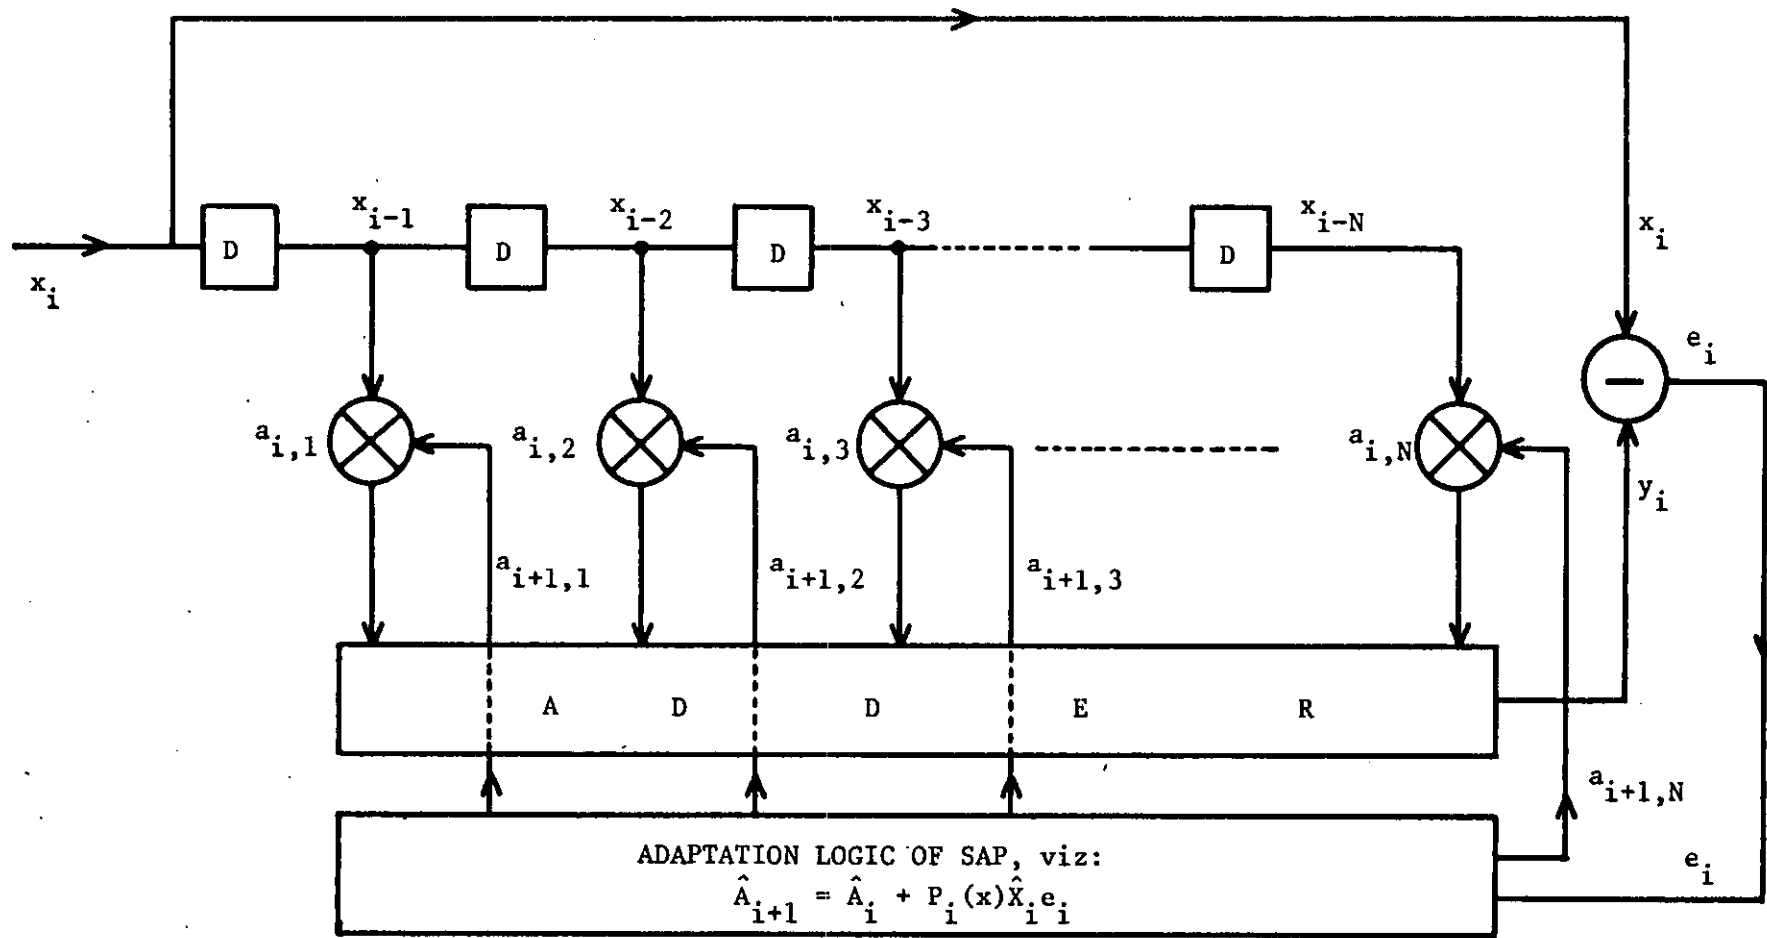 x_{i-1}
x_{i-2}
x_{i-3}
x_{i-N}
x_i
D
D
D
D
x_i
e_i
a_{i,1}
a_{i,2}
a_{i,3}
a_{i,N}
y_i
a_{i+1,1}
a_{i+1,2}
a_{i+1,3}
A D D E R
a_{i+1,N}
ADAPTATION LOGIC OF SAP, viz:
Â_{i+1} = Â_i + P_i(x)X̂_i e_i
e_i